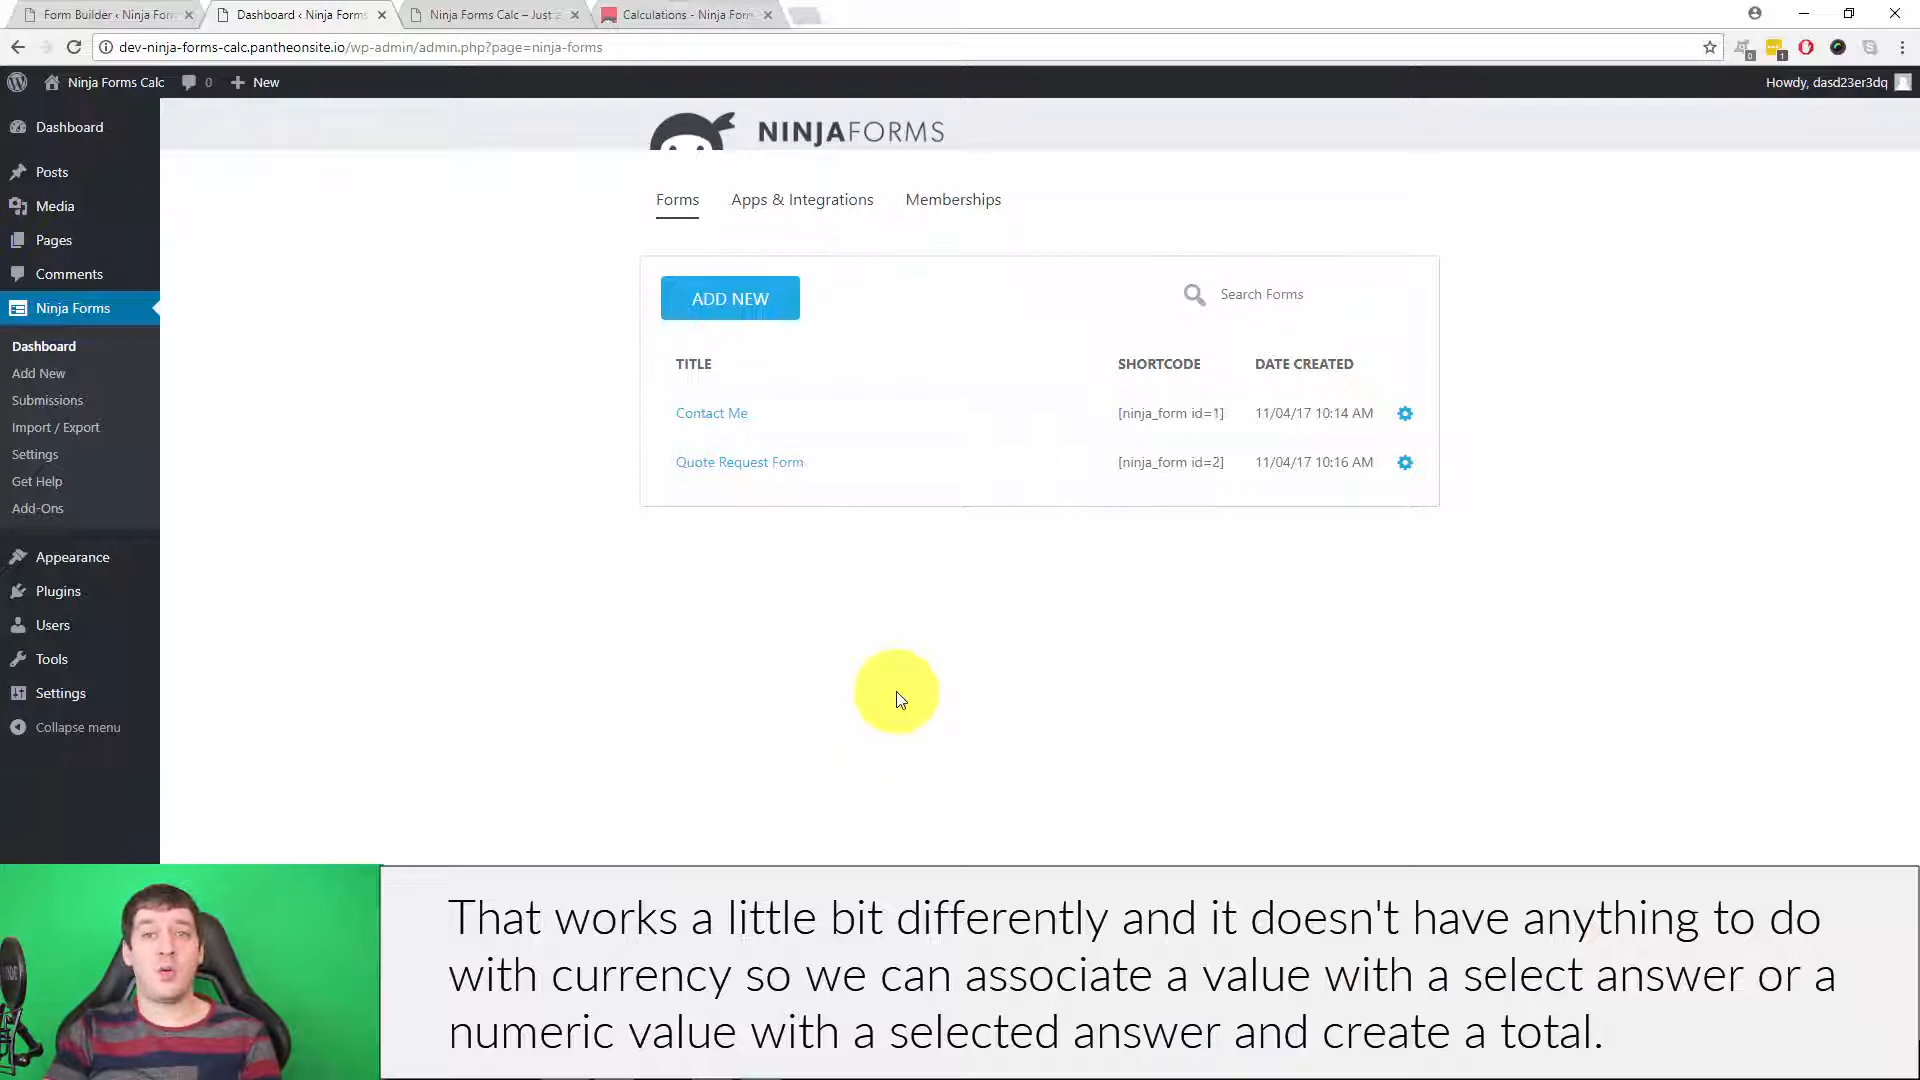 Form Builder ‹ Ninja For
Dashboard ‹ Ninja Forms
Ninja Forms Calc – Just
Calculations - Ninja For
dev-ninja-forms-calc.pantheonsite.io/wp-admin/admin.php?page=ninja-forms
0
1
Ninja Forms Calc
0
New
Howdy, dasd23er3dq
Dashboard
Posts
Media
Pages
Comments
Ninja Forms
Dashboard
Add New
Submissions
Import / Export
Settings
Get Help
Add-Ons
Appearance
Plugins
Users
Tools
Settings
Collapse menu
NINJAFORMS
Forms Apps & Integrations Memberships
ADD NEW
Search Forms
TITLE SHORTCODE DATE CREATED
Contact Me [ninja_form id=1] 11/04/17 10:14 AM
Quote Request Form [ninja_form id=2] 11/04/17 10:16 AM
That works a little bit differently and it doesn't have anything to do
with currency so we can associate a value with a select answer or a
numeric value with a selected answer and create a total.